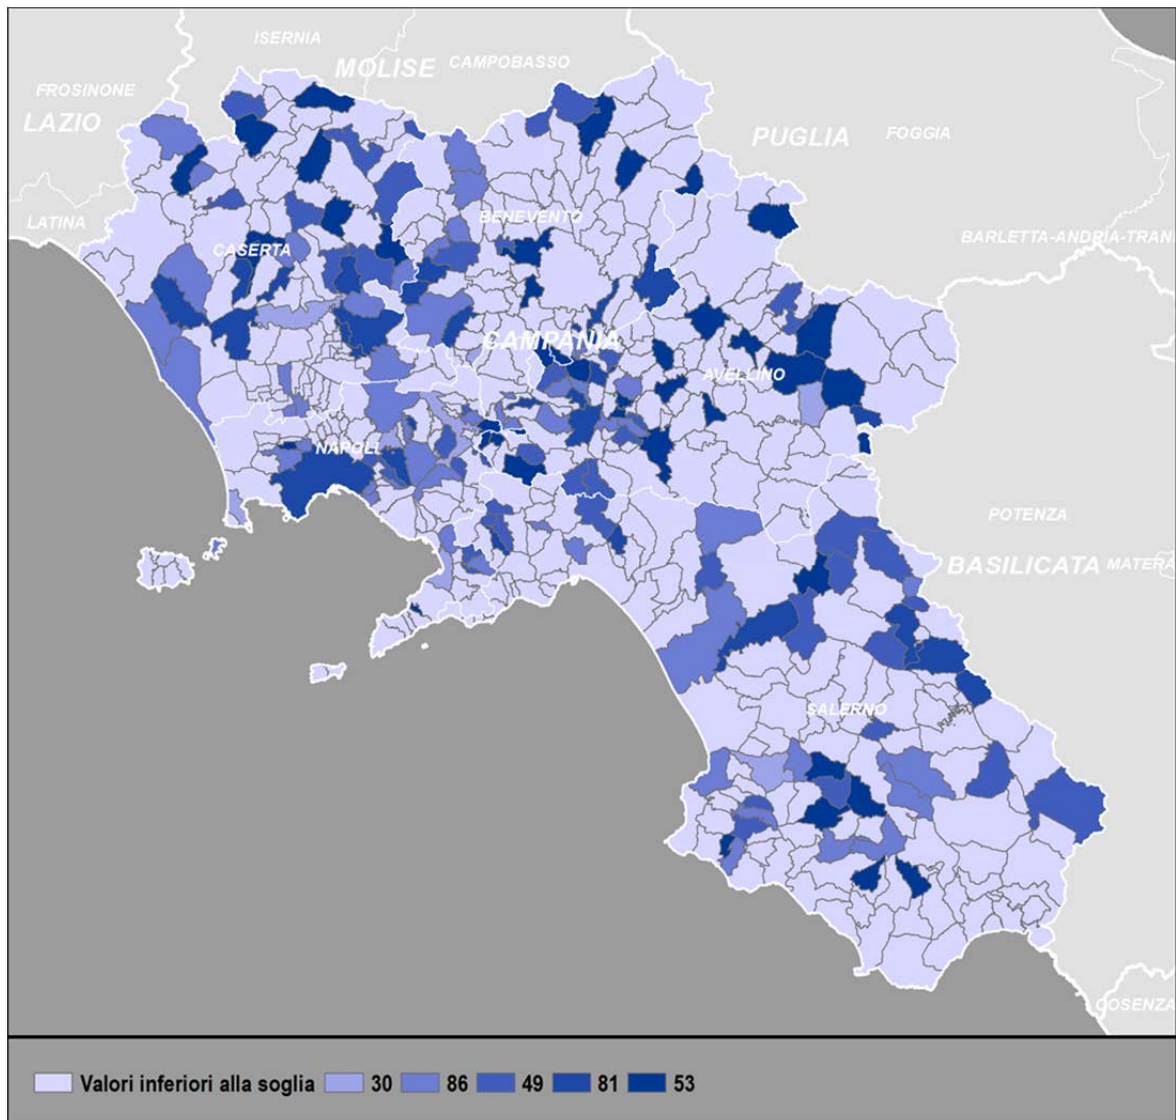 ISERNIA
MOLISE CAMPOBASSO
FROSINONE
LAZIO
PUGLIA FOGGIA
LATINA
BENEVENTO
CASERTA
BARLETTA-ANDRIA-TRAN
CAMPANIA
AVELLINO
NAPOLI
POTENZA
BASILICATA MATERA
SALERNO
COSENZA
Valori inferiori alla soglia 30 86 49 81 53